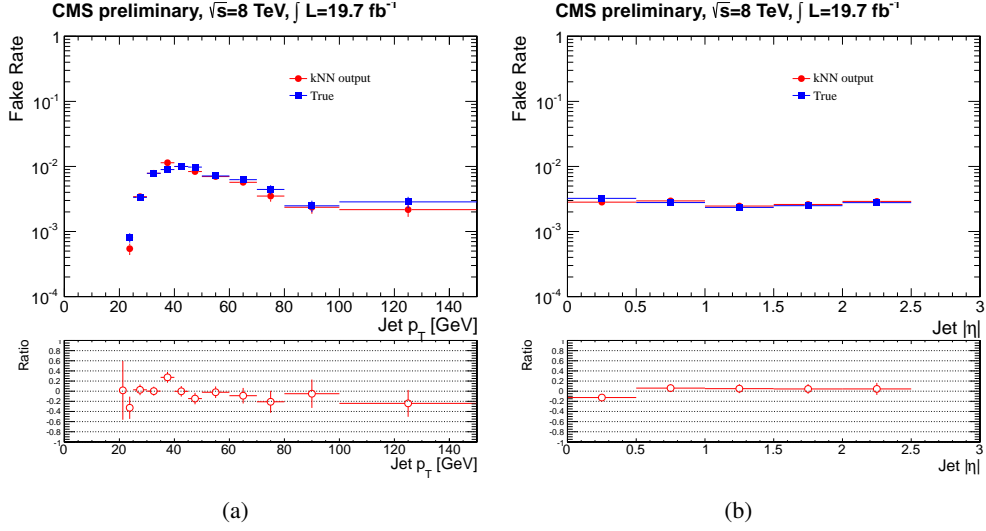 CMS preliminary, √s=8 TeV, ∫ L=19.7 fb⁻¹
Fake Rate
1
10⁻¹
10⁻²
10⁻³
10⁻⁴
kNN output
True
0 20 40 60 80 100 120 140
Jet p_T [GeV]
Ratio
1
0.8
0.6
0.4
0.2
0
-0.2
-0.4
-0.6
-0.8
-1
0 20 40 60 80 100 120 140
Jet p_T [GeV]
(a)
CMS preliminary, √s=8 TeV, ∫ L=19.7 fb⁻¹
Fake Rate
1
10⁻¹
10⁻²
10⁻³
10⁻⁴
kNN output
True
0 0.5 1 1.5 2 2.5 3
Jet |η|
Ratio
1
0.8
0.6
0.4
0.2
0
-0.2
-0.4
-0.6
-0.8
-1
0 0.5 1 1.5 2 2.5 3
Jet |η|
(b)